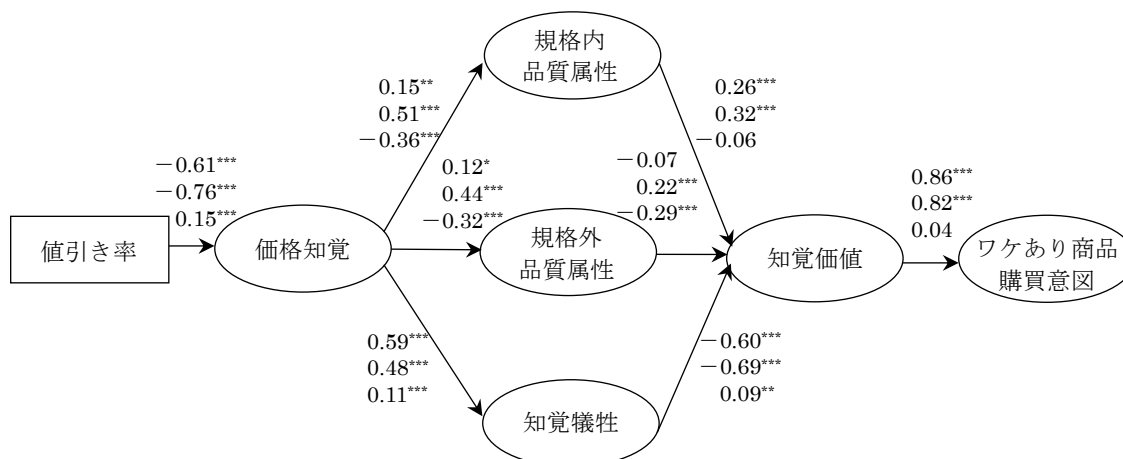 規格内
品質属性
0.15**
0.51***
－0.36***
0.26***
0.32***
－0.06
－0.61***
－0.76***
0.15***
0.12*
0.44***
－0.32***
－0.07
0.22***
－0.29***
0.86***
0.82***
0.04
値引き率
価格知覚
規格外
品質属性
知覚価値
ワケあり商品
購買意図
0.59***
0.48***
0.11***
－0.60***
－0.69***
0.09**
知覚犠牲